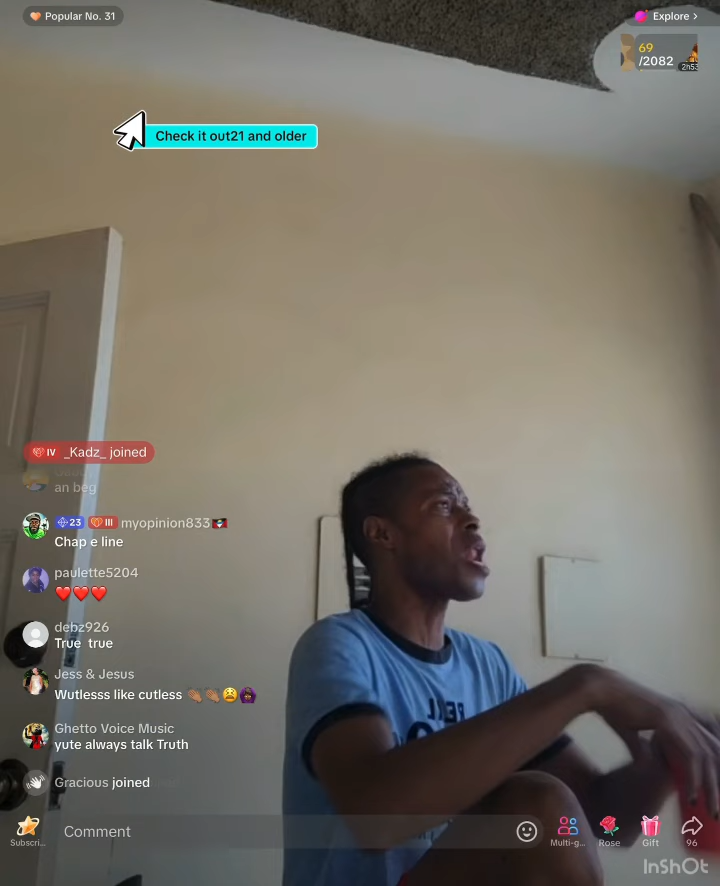 Popular No. 31
Explore >
69
/2082
2h53
Check it out21 and older
IV _Kadz_ joined
an beg
23 III myopinion833
Chap e line
paulette5204
debz926
True true
Jess & Jesus
Wutlesss like cutless
Ghetto Voice Music
yute always talk Truth
Gracious joined
Subscri...
Comment
Multi-g...
Rose
Gift
96
InShOt